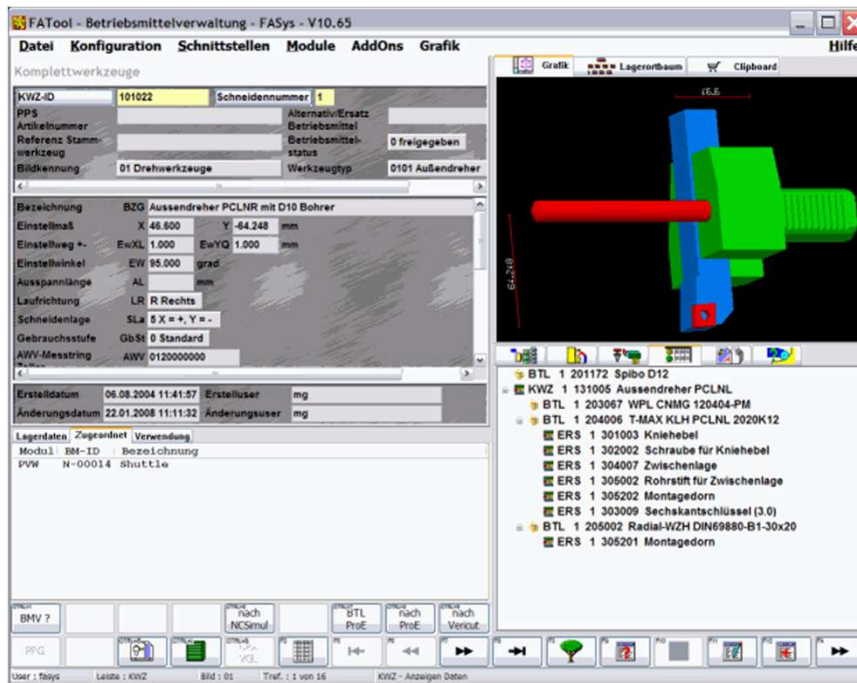 FATool - Betriebsmittelverwaltung - FASys - V10.65
Datei Konfiguration Schnittstellen Module AddOns Grafik Hilfe
Komplettwerkzeuge
KWZ-ID 101022 Schneidennummer 1
PPS Artikelnummer Alternativ/Ersatz Betriebsmittel
Referenz Stamm-werkzeug Betriebsmittel-status 0 freigegeben
Bildkennung 01 Drehwerkzeuge Werkzeugtyp 0101 Außendreher
Bezeichnung BZG Aussendreher PCLNR mit D10 Bohrer
Einstellmaß X 46.600 Y -64.248 mm
Einstellweg +- EwXL 1.000 EwYQ 1.000 mm
Einstellwinkel EW 95.000 grad
Ausspannlänge AL mm
Laufrichtung LR R Rechts
Schneidenlage SLa 5 X = +, Y = -
Gebrauchsstufe GbSt 0 Standard
AWV-Messtring AWV 0120000000
Erstelldatum 06.08.2004 11:41:57 Erstelluser mg
Änderungsdatum 22.01.2008 11:11:32 Änderungsuser mg
Lagerdaten Zugeordnet Verwendung
Modul BM-ID Bezeichnung
PVW N-00014 Shuttle
Grafik Lagerortbaum Clipboard
64.248
BTL 1 201172 Spibo D12
KWZ 1 131005 Aussendreher PCLNL
BTL 1 203067 WPL CNMG 120404-PM
BTL 1 204006 T-MAX KLH PCLNL 2020K12
ERS 1 301003 Kniehebel
ERS 1 302002 Schraube für Kniehebel
ERS 1 304007 Zwischenlage
ERS 1 305002 Rohrstift für Zwischenlage
ERS 1 305202 Montagedorn
ERS 1 303009 Sechskantschlüssel (3.0)
BTL 1 205002 Radial-WZH DIN69880-B1-30x20
ERS 1 305201 Montagedorn
BMV ? nach NCSimul BTL ProE nach ProE nach Vericut
PPG VGL
User : fasys Leiste : KWZ Bild : 01 Tref. : 1 von 16 KWZ - Anzeigen Daten